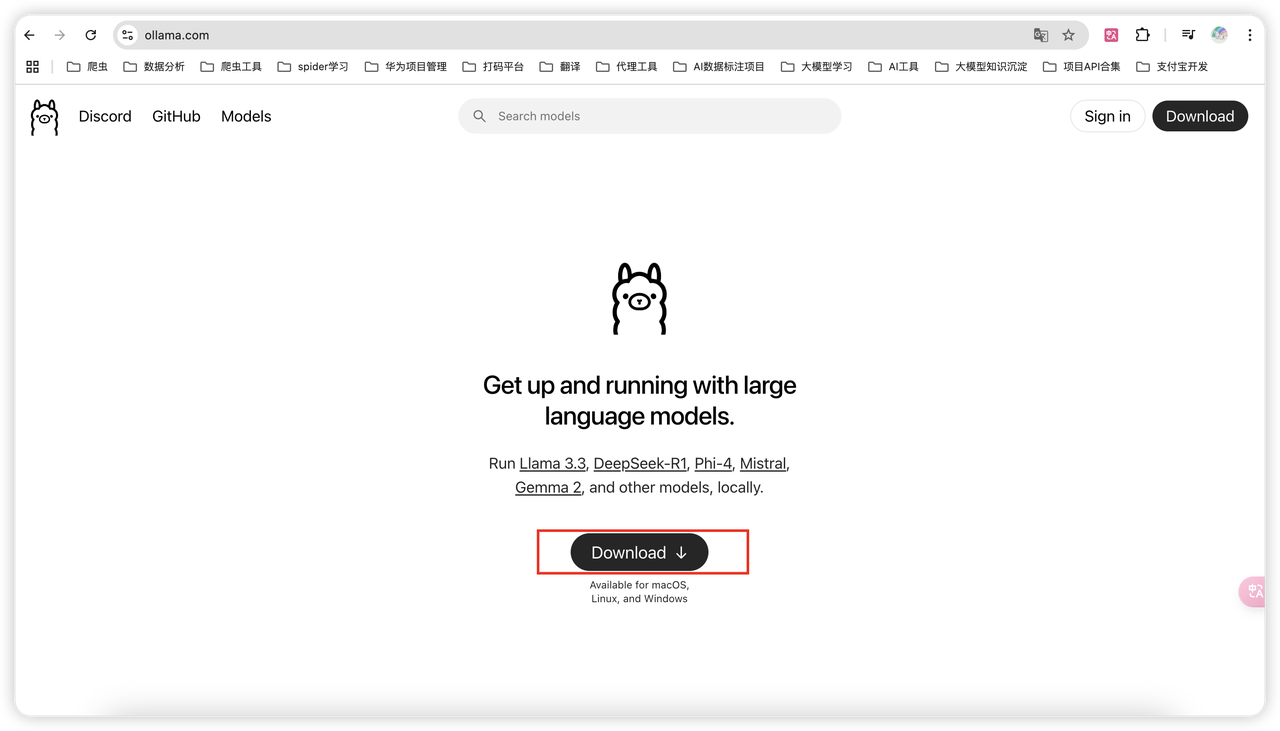 ollama.com
爬虫 数据分析 爬虫工具 spider学习 华为项目管理 打码平台 翻译 代理工具 AI数据标注项目 大模型学习 AI工具 大模型知识沉淀 项目API合集 支付宝开发
Discord GitHub Models Search models Sign in Download
Get up and running with large
language models.
Run Llama 3.3, DeepSeek-R1, Phi-4, Mistral,
Gemma 2, and other models, locally.
Download ↓
Available for macOS,
Linux, and Windows